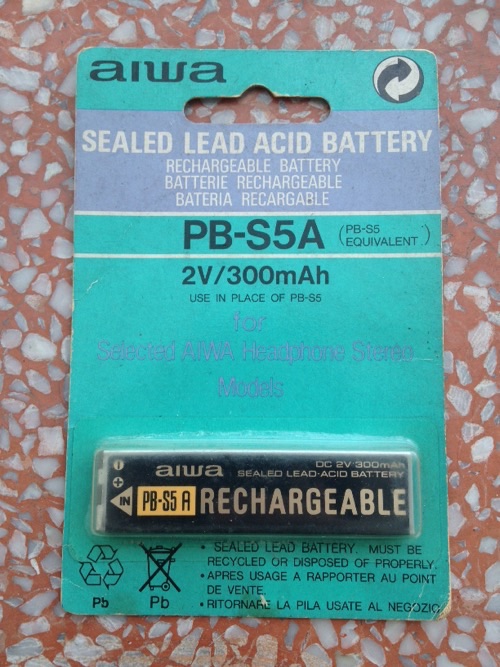 aiwa
SEALED LEAD ACID BATTERY
RECHARGEABLE BATTERY
BATTERIE RECHARGEABLE
BATERIA RECARGABLE
PB-S5A (PB-S5 EQUIVALENT)
2V/300mAh
USE IN PLACE OF PB-S5
for
Selected AIWA Headphone Stereo
Models
aiwa
DC 2V/300mAh
SEALED LEAD-ACID BATTERY
IN PB-S5 A RECHARGEABLE
• SEALED LEAD BATTERY. MUST BE
RECYCLED OR DISPOSED OF PROPERLY.
• APRES USAGE A RAPPORTER AU POINT
DE VENTE.
• RITORNARE LA PILA USATE AL NEGOZIO
Pb Pb